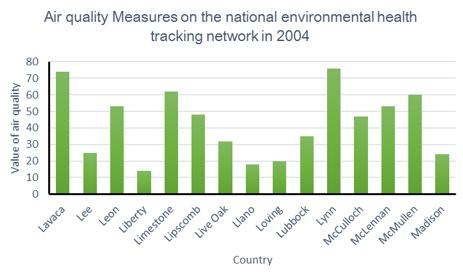 Air quality Measures on the national environmental health
tracking network in 2004
Value of air quality
80
70
60
50
40
30
20
10
0
Lavaca
Lee
Leon
Liberty
Limestone
Lipscomb
Live Oak
Llano
Loving
Lubbock
Lynn
McCulloch
McLennan
McMullen
Madison
Country